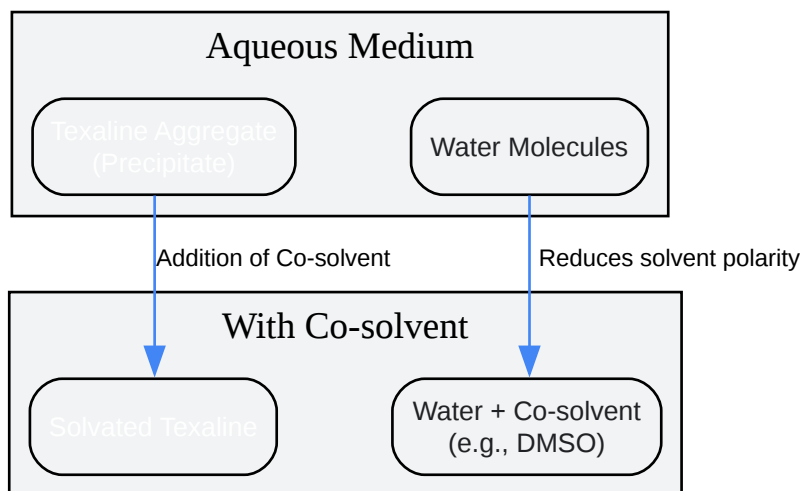 Aqueous Medium
Texaline Aggregate
(Precipitate)
Water Molecules
Addition of Co-solvent
Reduces solvent polarity
With Co-solvent
Solvated Texaline
Water + Co-solvent
(e.g., DMSO)